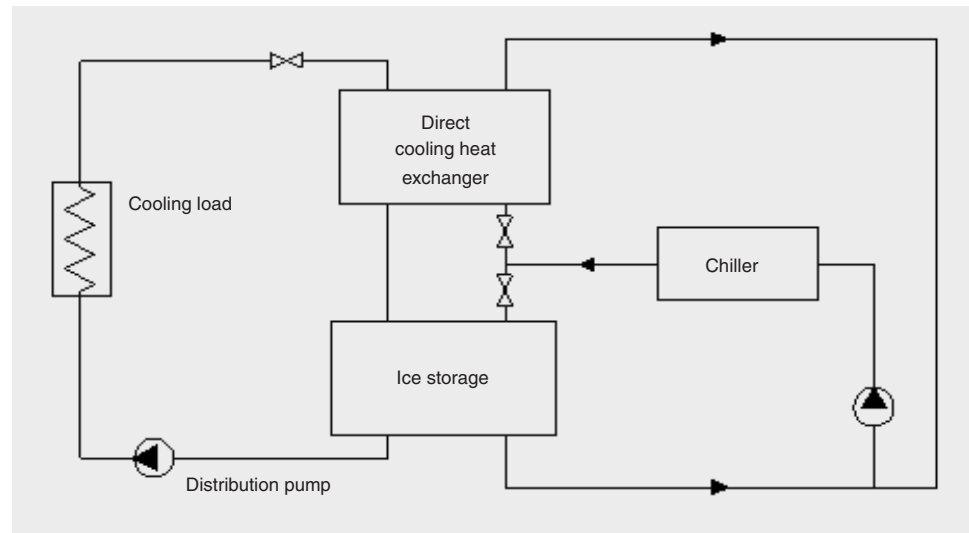 Direct
cooling heat
exchanger
Cooling load
Chiller
Ice storage
Distribution pump